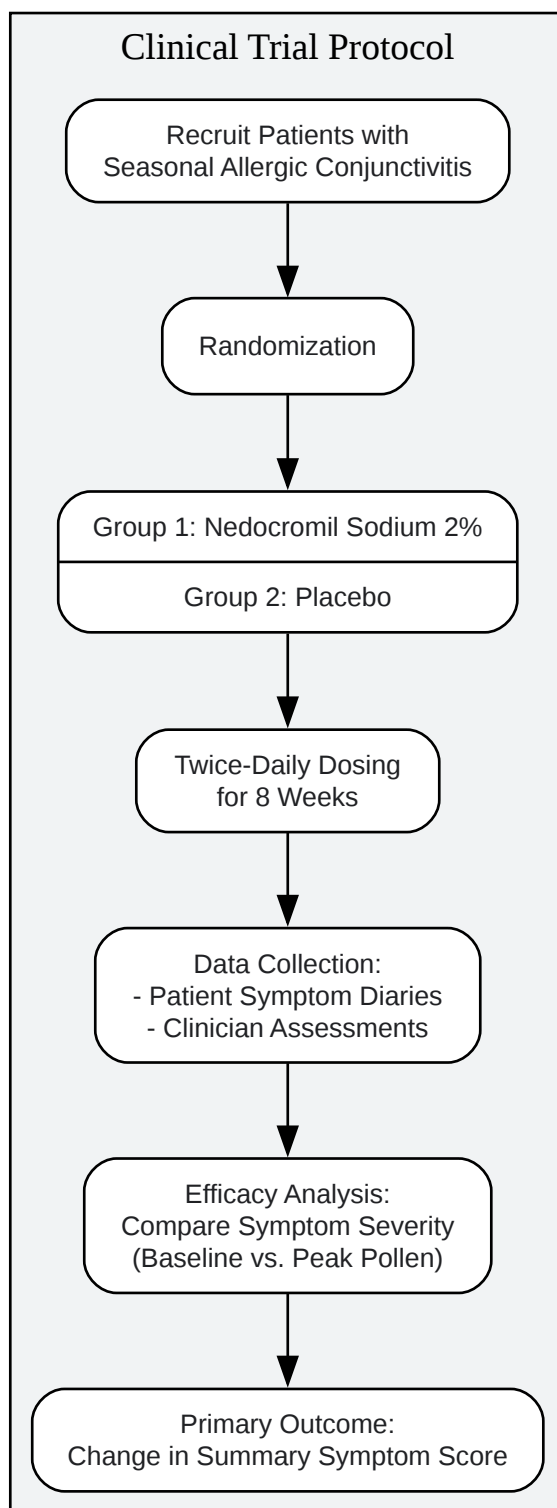 Clinical Trial Protocol
Recruit Patients with
Seasonal Allergic Conjunctivitis
Randomization
Group 1: Nedocromil Sodium 2%
Group 2: Placebo
Twice-Daily Dosing
for 8 Weeks
Data Collection:
- Patient Symptom Diaries
- Clinician Assessments
Efficacy Analysis:
Compare Symptom Severity
(Baseline vs. Peak Pollen)
Primary Outcome:
Change in Summary Symptom Score